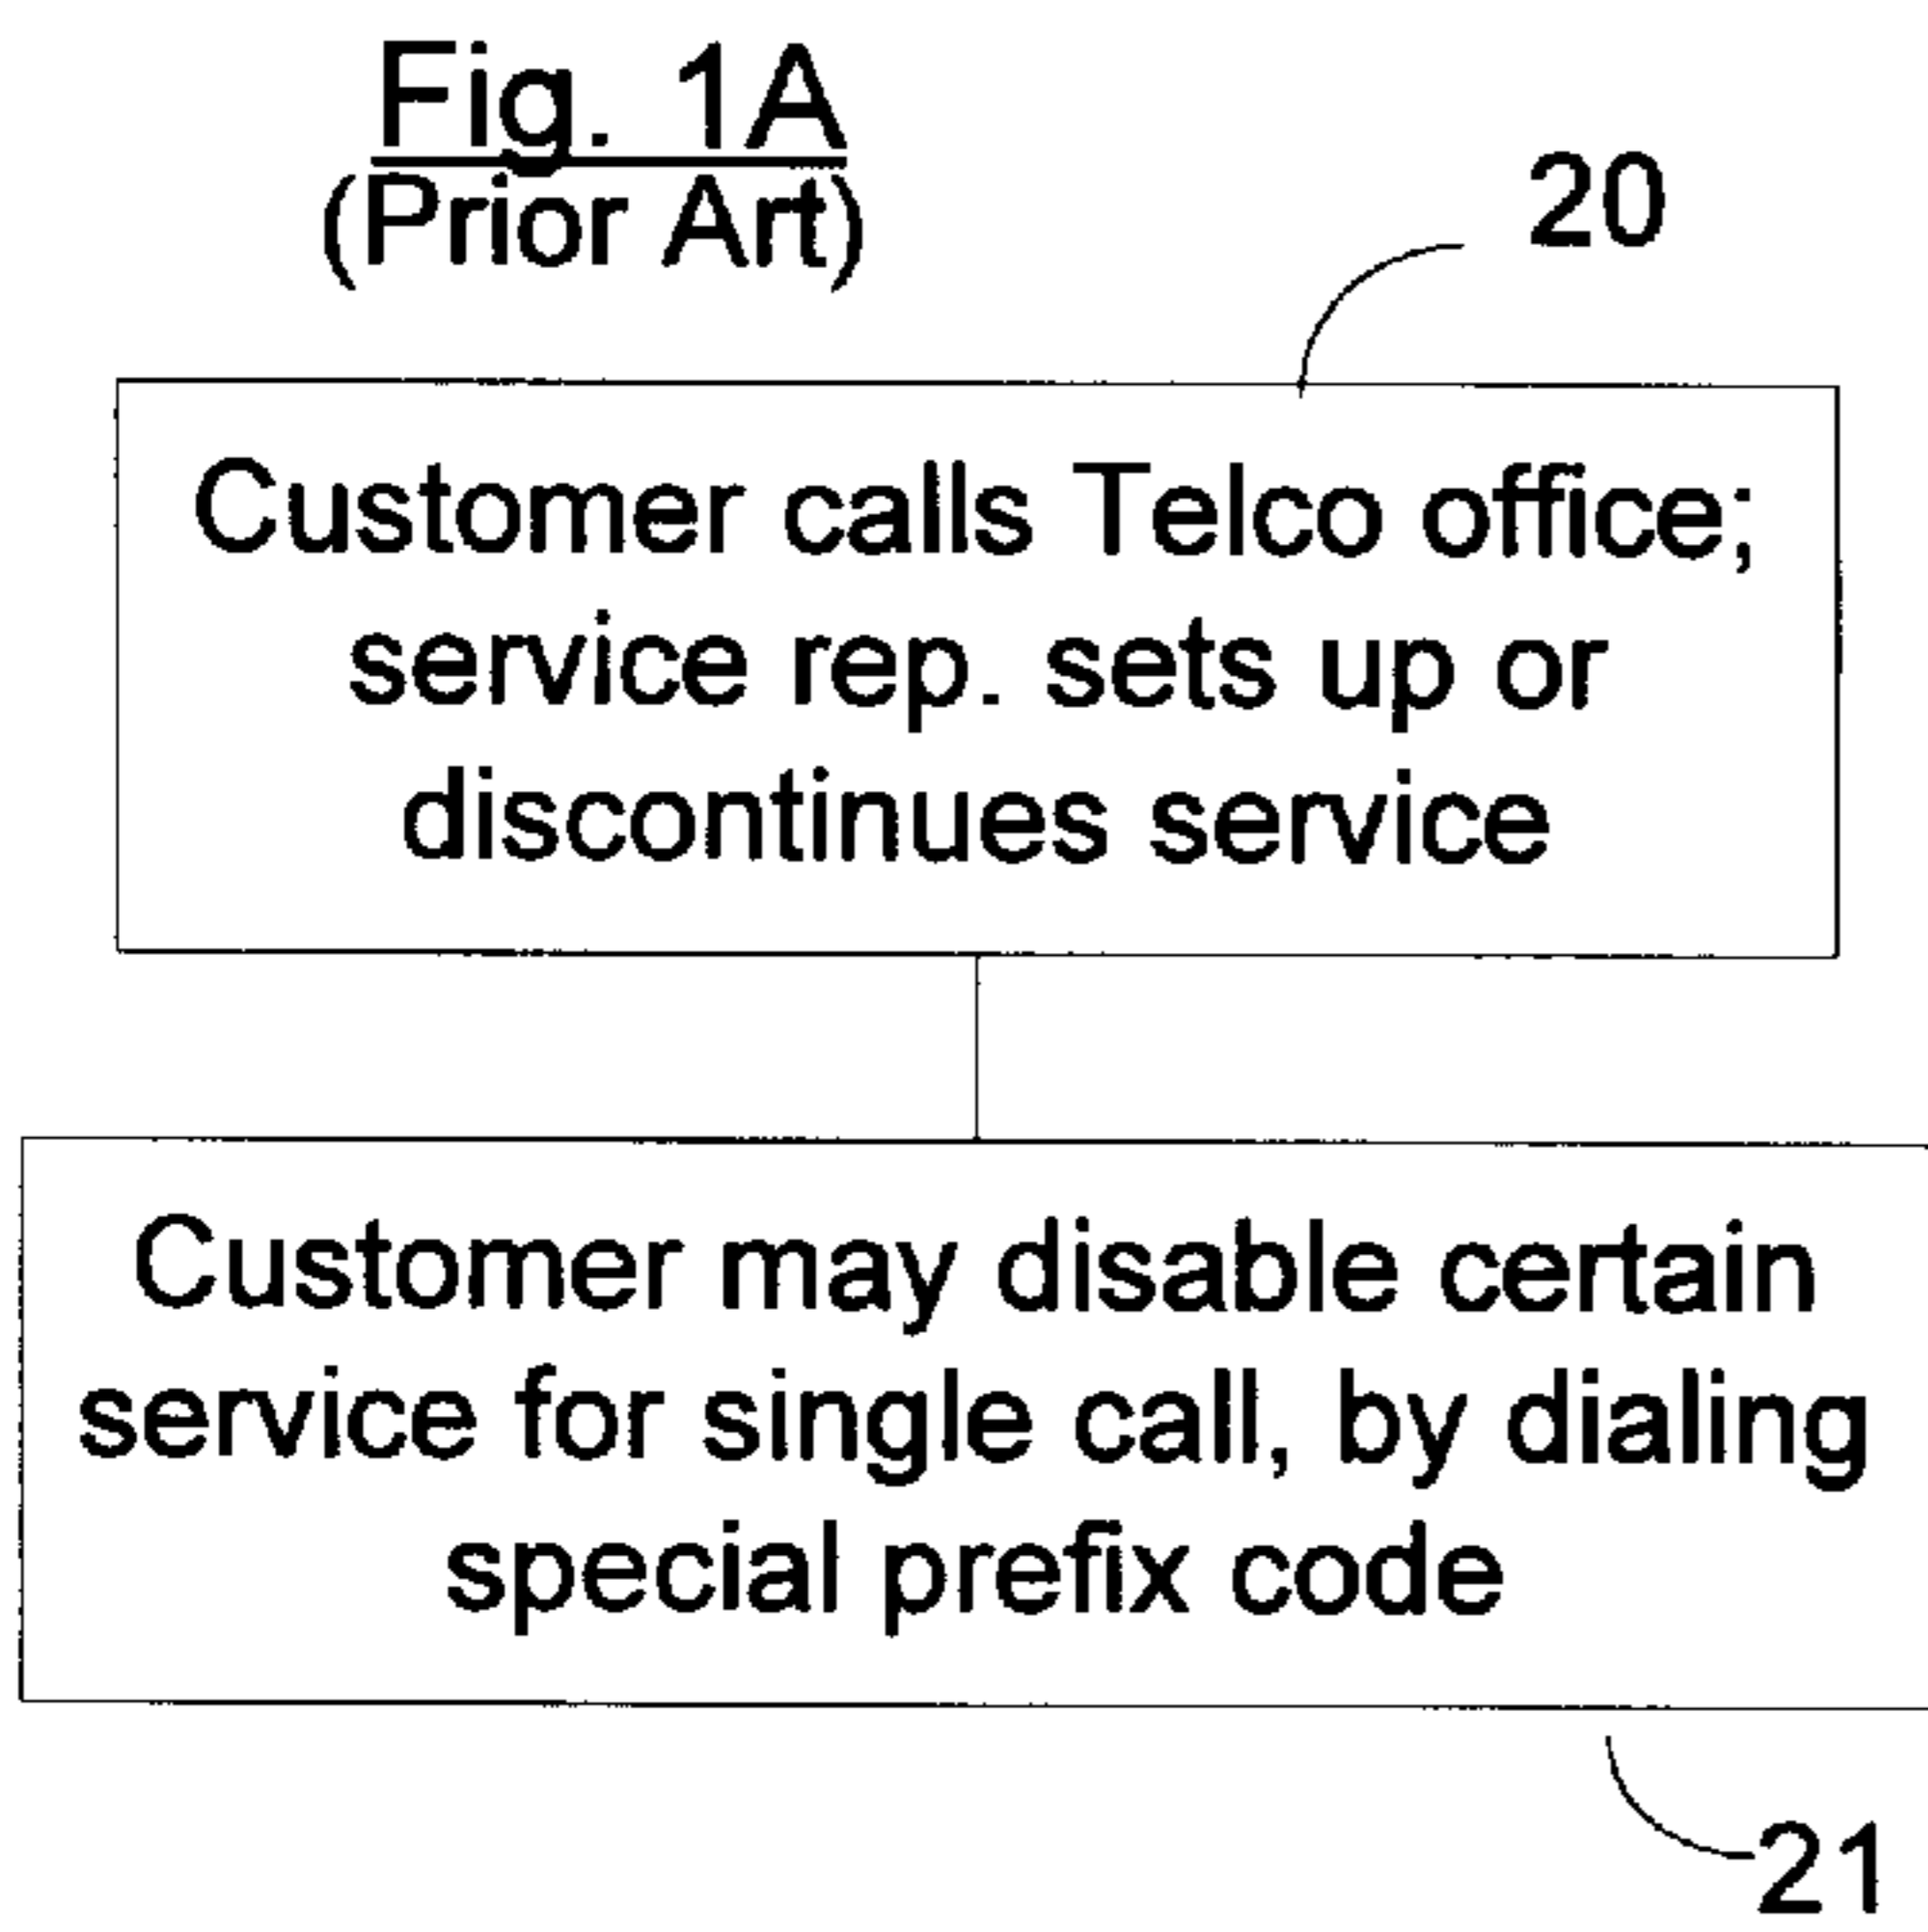 Fig. 1A
(Prior Art)
20
Customer calls Telco office;
service rep. sets up or
discontinues service
Customer may disable certain
service for single call, by dialing
special prefix code
21